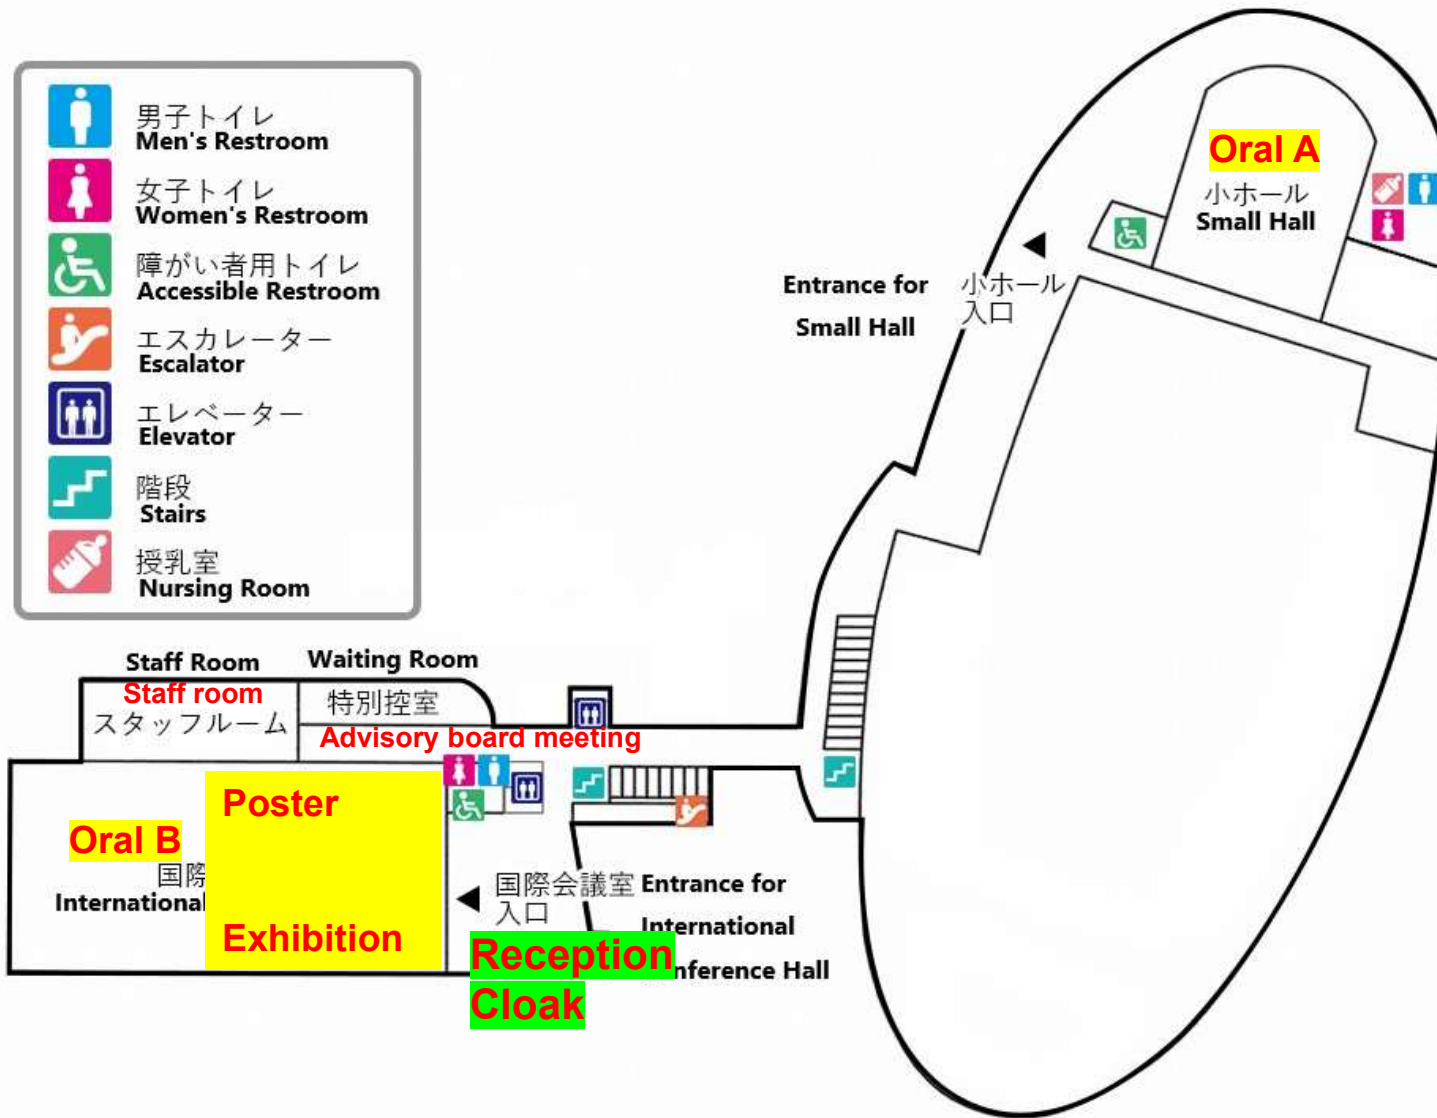 男子トイレ
Men's Restroom
女子トイレ
Women's Restroom
障がい者用トイレ
Accessible Restroom
エスカレーター
Escalator
エレベーター
Elevator
階段
Stairs
授乳室
Nursing Room
Oral A
小ホール
Small Hall
Entrance for
Small Hall
小ホール
入口
Staff Room
Waiting Room
Staff room
スタッフルーム
特別控室
Advisory board meeting
Oral B
国際
International
Poster
Exhibition
国際会議室
入口
Entrance for
International
nference Hall
Reception
Cloak